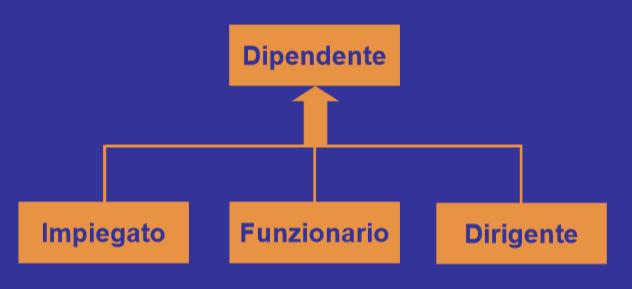 Dipendente
Impiegato
Funzionario
Dirigente